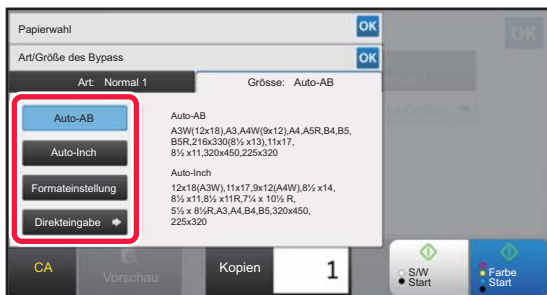 Papierwahl
OK
OK
Art/Größe des Bypass
OK
Art: Normal 1
Grösse: Auto-AB
Auto-AB
Auto-Inch
Formateinstellung
Direkteingabe
Auto-AB
A3W(12x18),A3,A4W(9x12),A4,A5R,B4,B5,
B5R,216x330(8½ x13),11x17,
8½ x11,320x450,225x320
Auto-Inch
12x18(A3W),11x17,9x12(A4W),8½ x14,
8½ x11,8½ x11R,7¼ x 10½ R,
5½ x 8½R,A3,A4,B4,B5,320x450,
225x320
CA
Vorschau
Kopien
1
S/W
Start
Farbe
Start